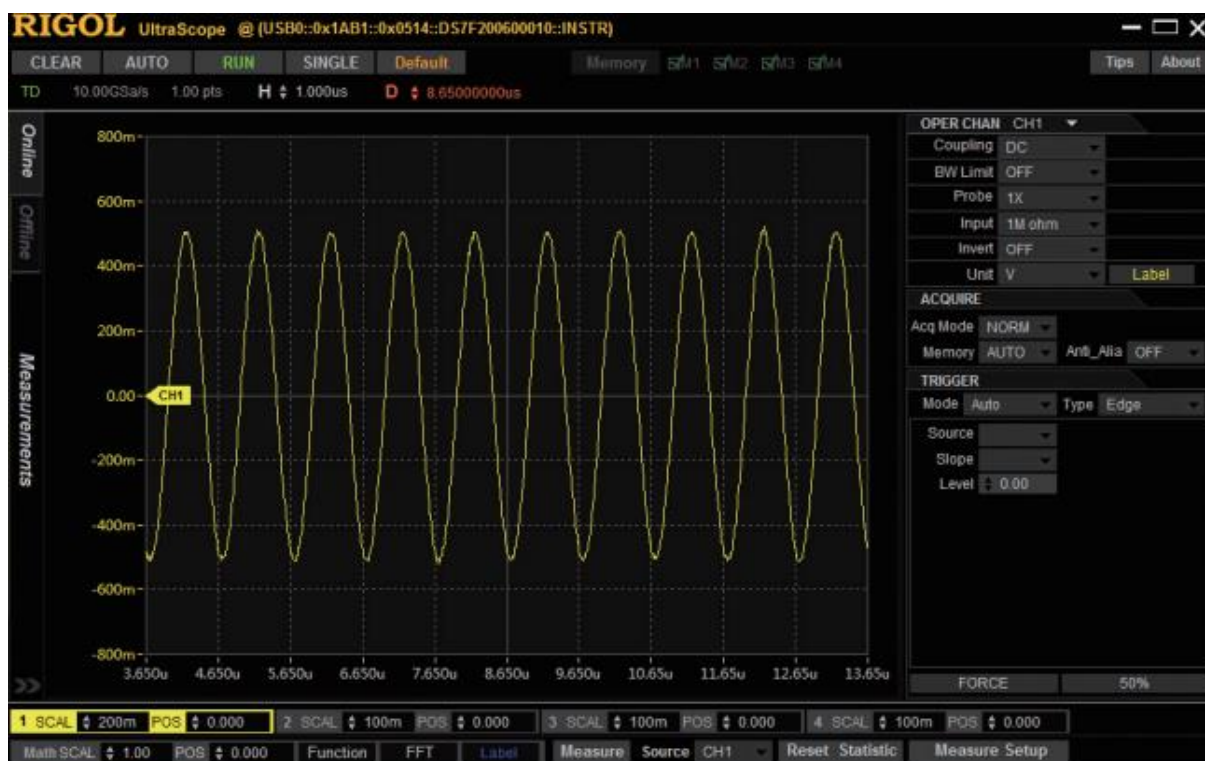 RIGOL UltraScope @ (USB0::0x1AB1::0x0514::DS7F200600010::INSTR)
CLEAR AUTO RUN SINGLE Default Memory M1 M2 M3 M4 Tips About
TD 10.00GSa/s 1.00 pts H 1.000us D 8.65000000us
Online
Offline
Measurements
800m
600m
400m
200m
0.00 CH1
-200m
-400m
-600m
-800m
3.650u 4.650u 5.650u 6.650u 7.650u 8.650u 9.650u 10.65u 11.65u 12.65u 13.65u
OPER CHAN CH1
Coupling DC
BW Limit OFF
Probe 1X
Input 1M ohm
Invert OFF
Unit V Label
ACQUIRE
Acq Mode NORM
Memory AUTO Anti_Alia OFF
TRIGGER
Mode Auto Type Edge
Source
Slope
Level 0.00
>>
FORCE 50%
1 SCAL 200m POS 0.000 2 SCAL 100m POS 0.000 3 SCAL 100m POS 0.000 4 SCAL 100m POS 0.000
Math SCAL 1.00 POS 0.000 Function FFT Label Measure Source CH1 Reset Statistic Measure Setup